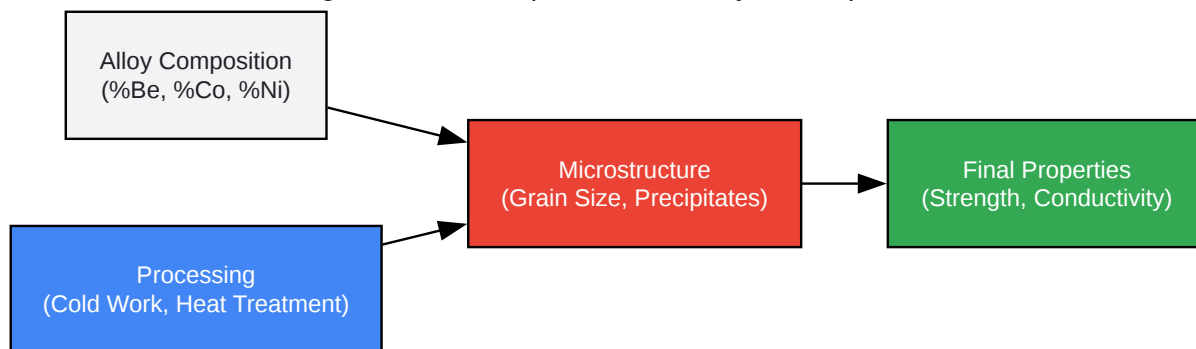 Alloy Composition
(%Be, %Co, %Ni)
Microstructure
(Grain Size, Precipitates)
Final Properties
(Strength, Conductivity)
Processing
(Cold Work, Heat Treatment)